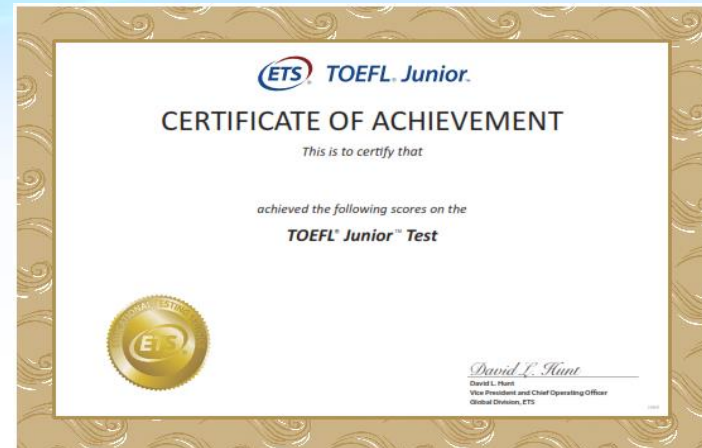 ETS® TOEFL® Junior™
CERTIFICATE OF ACHIEVEMENT
This is to certify that
achieved the following scores on the
TOEFL® Junior™ Test
ETS
David L. Hunt
David L. Hunt
Vice President and Chief Operating Officer
Global Division, ETS